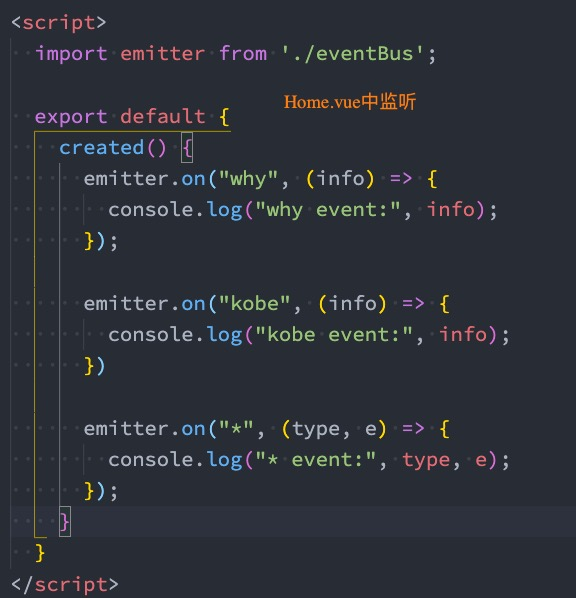 <script>
import emitter from './eventBus';
Home.vue中监听
export default {
created() {
emitter.on("why", (info) => {
console.log("why event:", info);
});
emitter.on("kobe", (info) => {
console.log("kobe event:", info);
})
emitter.on("*", (type, e) => {
console.log("* event:", type, e);
});
}
}
</script>